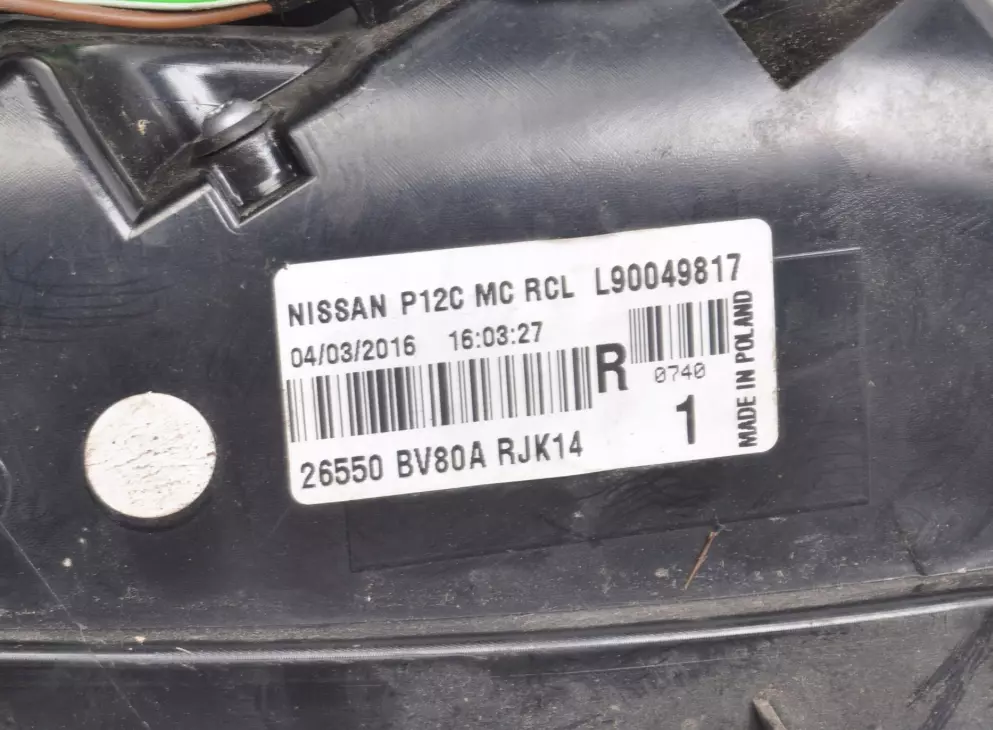 NISSAN P12C MC RCL L90049817
04/03/2016 16:03:27
R
0740
1
26550 BV80A RJK14
MADE IN POLAND